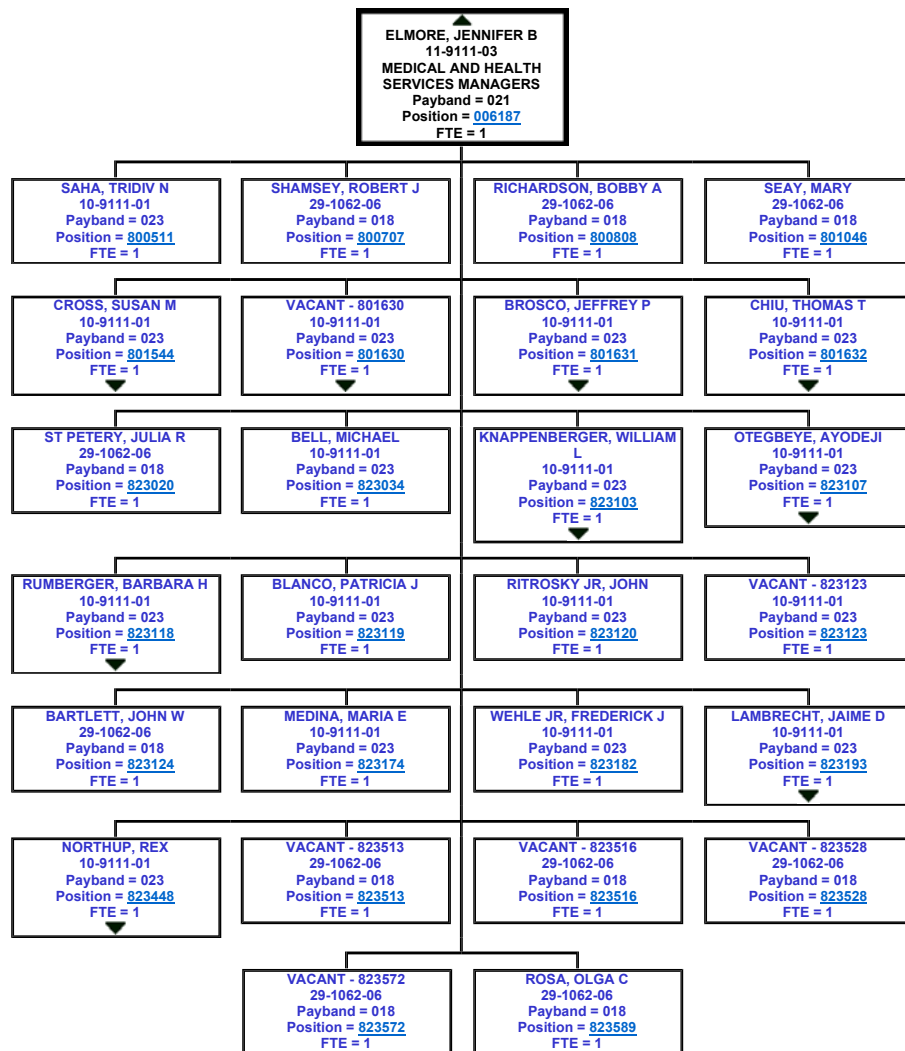 ELMORE, JENNIFER B
11-9111-03
MEDICAL AND HEALTH
SERVICES MANAGERS
Payband = 021
Position = 006187
FTE = 1
SAHA, TRIDIV N
10-9111-01
Payband = 023
Position = 800511
FTE = 1
SHAMSEY, ROBERT J
29-1062-06
Payband = 018
Position = 800707
FTE = 1
RICHARDSON, BOBBY A
29-1062-06
Payband = 018
Position = 800808
FTE = 1
SEAY, MARY
29-1062-06
Payband = 018
Position = 801046
FTE = 1
CROSS, SUSAN M
10-9111-01
Payband = 023
Position = 801544
FTE = 1
VACANT - 801630
10-9111-01
Payband = 023
Position = 801630
FTE = 1
BROSCO, JEFFREY P
10-9111-01
Payband = 023
Position = 801631
FTE = 1
CHIU, THOMAS T
10-9111-01
Payband = 023
Position = 801632
FTE = 1
ST PETERY, JULIA R
29-1062-06
Payband = 018
Position = 823020
FTE = 1
BELL, MICHAEL
10-9111-01
Payband = 023
Position = 823034
FTE = 1
KNAPPENBERGER, WILLIAM
L
10-9111-01
Payband = 023
Position = 823103
FTE = 1
OTEGBEYE, AYODEJI
10-9111-01
Payband = 023
Position = 823107
FTE = 1
RUMBERGER, BARBARA H
10-9111-01
Payband = 023
Position = 823118
FTE = 1
BLANCO, PATRICIA J
10-9111-01
Payband = 023
Position = 823119
FTE = 1
RITROSKY JR, JOHN
10-9111-01
Payband = 023
Position = 823120
FTE = 1
VACANT - 823123
10-9111-01
Payband = 023
Position = 823123
FTE = 1
BARTLETT, JOHN W
29-1062-06
Payband = 018
Position = 823124
FTE = 1
MEDINA, MARIA E
10-9111-01
Payband = 023
Position = 823174
FTE = 1
WEHLE JR, FREDERICK J
10-9111-01
Payband = 023
Position = 823182
FTE = 1
LAMBRECHT, JAIME D
10-9111-01
Payband = 023
Position = 823193
FTE = 1
NORTHUP, REX
10-9111-01
Payband = 023
Position = 823448
FTE = 1
VACANT - 823513
29-1062-06
Payband = 018
Position = 823513
FTE = 1
VACANT - 823516
29-1062-06
Payband = 018
Position = 823516
FTE = 1
VACANT - 823528
29-1062-06
Payband = 018
Position = 823528
FTE = 1
VACANT - 823572
29-1062-06
Payband = 018
Position = 823572
FTE = 1
ROSA, OLGA C
29-1062-06
Payband = 018
Position = 823589
FTE = 1